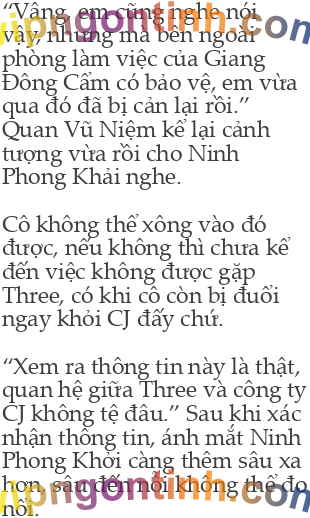 “Vâng, em cũng nghe nói
vậy, nhưng mà bên ngoài
phòng làm việc của Giang
Đông Cẩm có bảo vệ, em vừa
qua đó đã bị cản lại rồi.”
Quan Vũ Niệm kể lại cảnh
tượng vừa rồi cho Ninh
Phong Khải nghe.
Cô không thể xông vào đó
được, nếu không thì chưa kể
đến việc không được gặp
Three, có khi cô còn bị đuổi
ngay khỏi CJ đấy chứ.
“Xem ra thông tin này là thật,
quan hệ giữa Three và công ty
CJ không tệ đâu.” Sau khi xác
nhận thông tin, ánh mắt Ninh
Phong Khởi càng thêm sâu xa
hơn, sâu đến nỗi không thể đo
nổi.
vipngontinh.com
vipngontinh.com